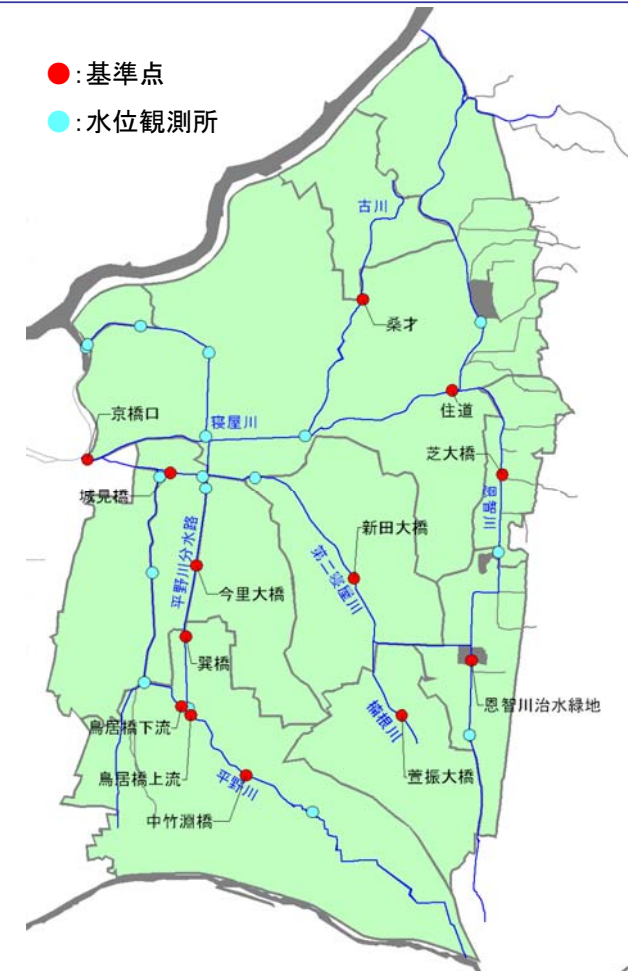 ●：基準点
●：水位観測所
古川
桑才
住道
京橋口
寝屋川
芝大橋
城見橋
恩智川
新田大橋
平野川分水路
第二寝屋川
今里大橋
巽橋
恩智川治水緑地
楠根川
鳥居橋下流
萱振大橋
鳥居橋上流
平野川
中竹淵橋